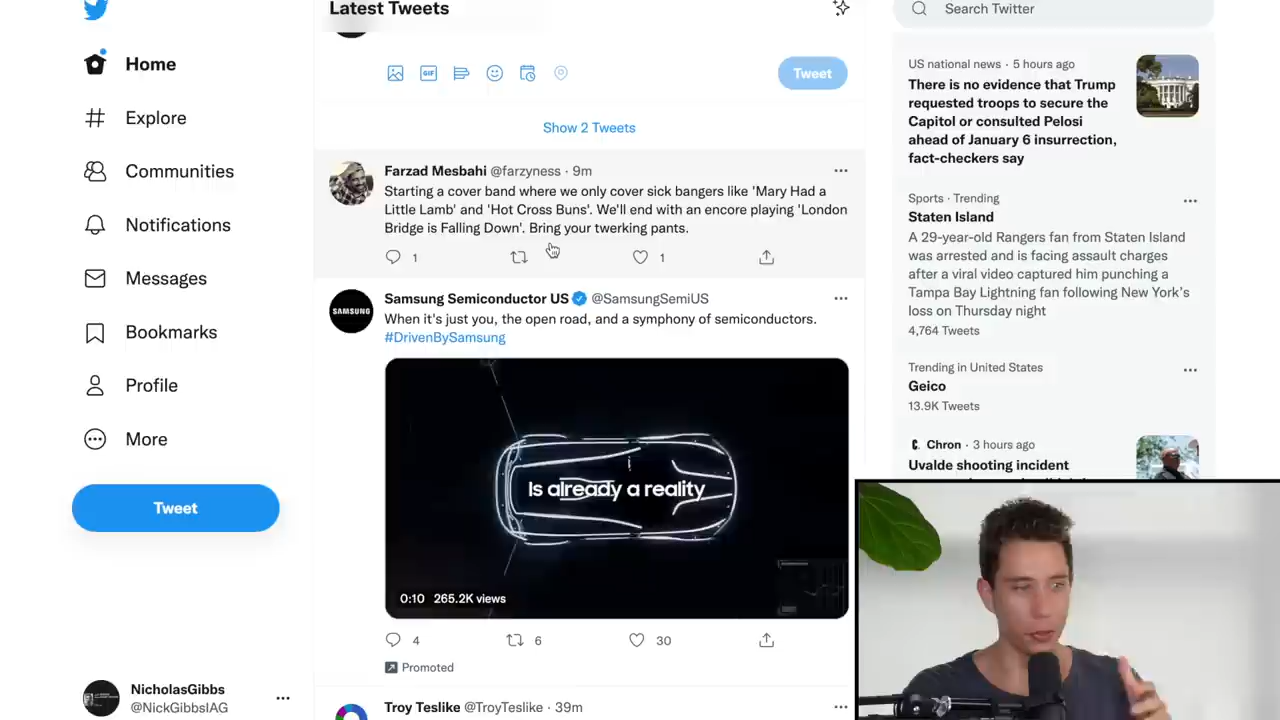 Home
Explore
Communities
Notifications
Messages
Bookmarks
Profile
More
Tweet
NicholasGibbs
@NickGibbsIAG
Latest Tweets
GIF
Tweet
Show 2 Tweets
Farzad Mesbahi @farzyness · 9m
Starting a cover band where we only cover sick bangers like 'Mary Had a
Little Lamb' and 'Hot Cross Buns'. We'll end with an encore playing 'London
Bridge is Falling Down'. Bring your twerking pants.
1
1
SAMSUNG
Samsung Semiconductor US @SamsungSemiUS
When it's just you, the open road, and a symphony of semiconductors.
#DrivenBySamsung
Is already a reality
0:10 265.2K views
4 6 30
Promoted
Troy Teslike @TroyTeslike · 39m
Search Twitter
US national news · 5 hours ago
There is no evidence that Trump
requested troops to secure the
Capitol or consulted Pelosi
ahead of January 6 insurrection,
fact-checkers say
Sports · Trending
Staten Island
A 29-year-old Rangers fan from Staten Island
was arrested and is facing assault charges
after a viral video captured him punching a
Tampa Bay Lightning fan following New York's
loss on Thursday night
4,764 Tweets
Trending in United States
Geico
13.9K Tweets
Chron · 3 hours ago
Uvalde shooting incident